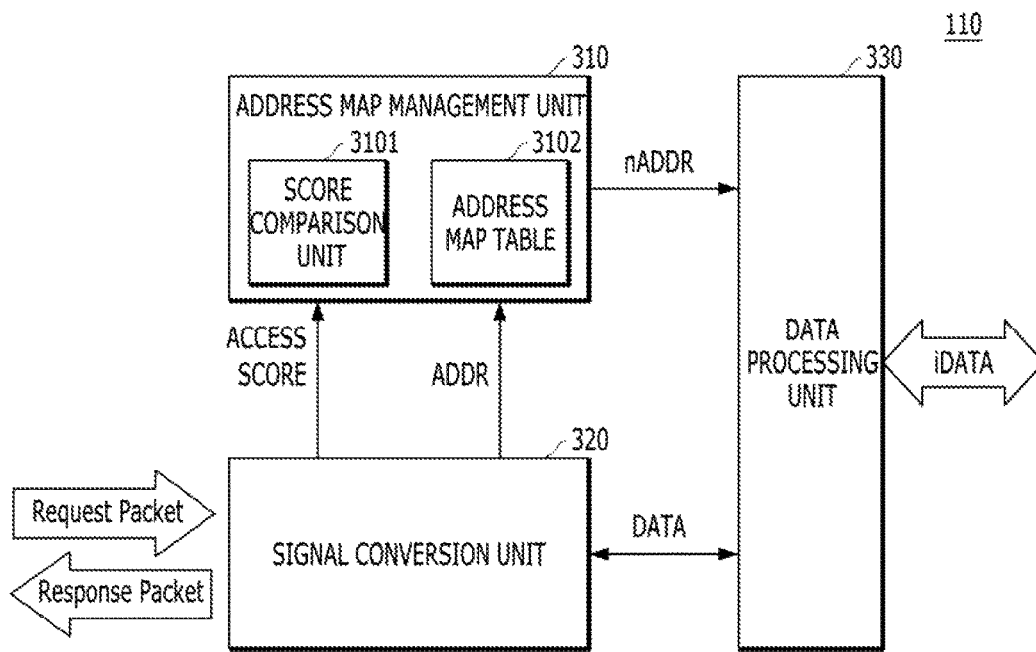 110
310
330
ADDRESS MAP MANAGEMENT UNIT
3101
3102
SCORE
COMPARISON
UNIT
ADDRESS
MAP TABLE
nADDR
ACCESS
SCORE
ADDR
DATA
PROCESSING
UNIT
iDATA
320
Request Packet
SIGNAL CONVERSION UNIT
DATA
Response Packet